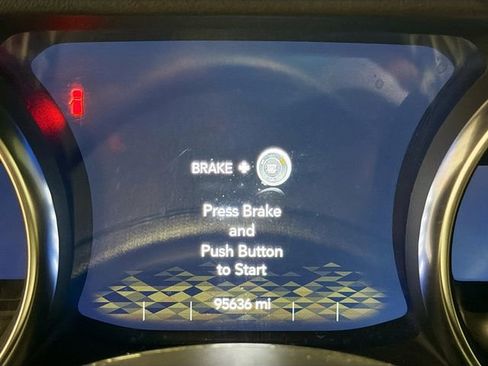 BRAKE +
Press Brake
and
Push Button
to Start
95636 mi